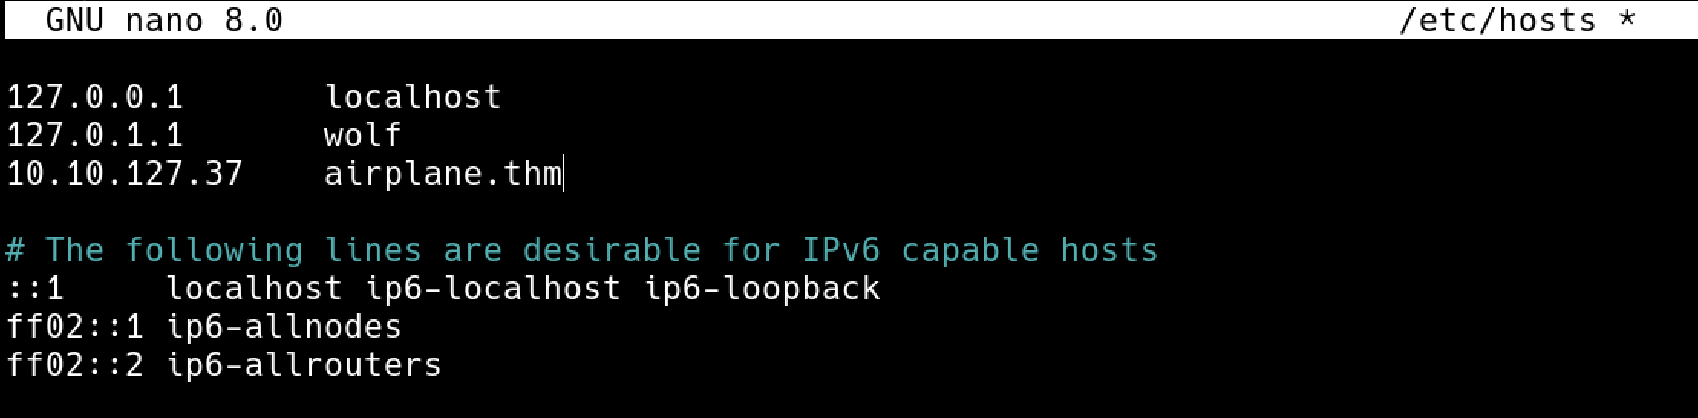 GNU nano 8.0 /etc/hosts *
127.0.0.1 localhost
127.0.1.1 wolf
10.10.127.37 airplane.thm
# The following lines are desirable for IPv6 capable hosts
::1 localhost ip6-localhost ip6-loopback
ff02::1 ip6-allnodes
ff02::2 ip6-allrouters